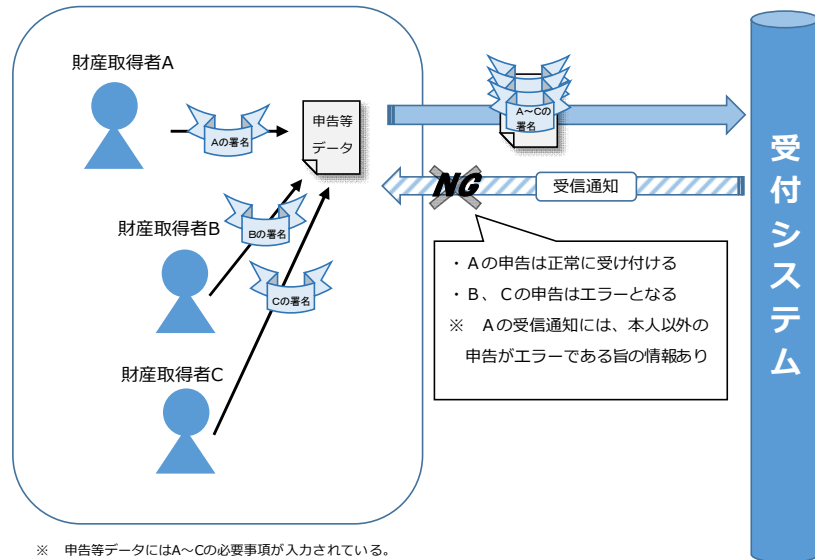 財産取得者A
Aの署名
申告等
データ
財産取得者B
Bの署名
Cの署名
財産取得者C
A～Cの
署名
NG
受信通知
・Ａの申告は正常に受け付ける
・Ｂ、Ｃの申告はエラーとなる
※　Ａの受信通知には、本人以外の
申告がエラーである旨の情報あり
受付システム
※　申告等データにはA～Cの必要事項が入力されている。